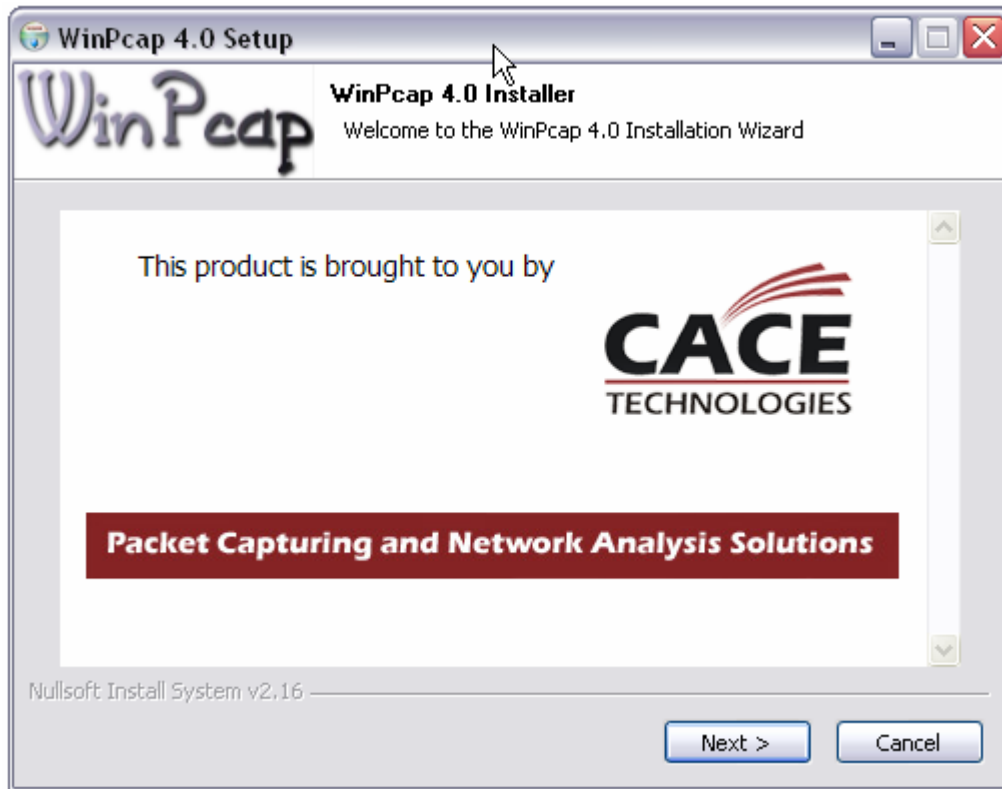 WinPcap 4.0 Setup
WinPcap
WinPcap 4.0 Installer
Welcome to the WinPcap 4.0 Installation Wizard
This product is brought to you by
CACE
TECHNOLOGIES
Packet Capturing and Network Analysis Solutions
Nullsoft Install System v2.16
Next >
Cancel